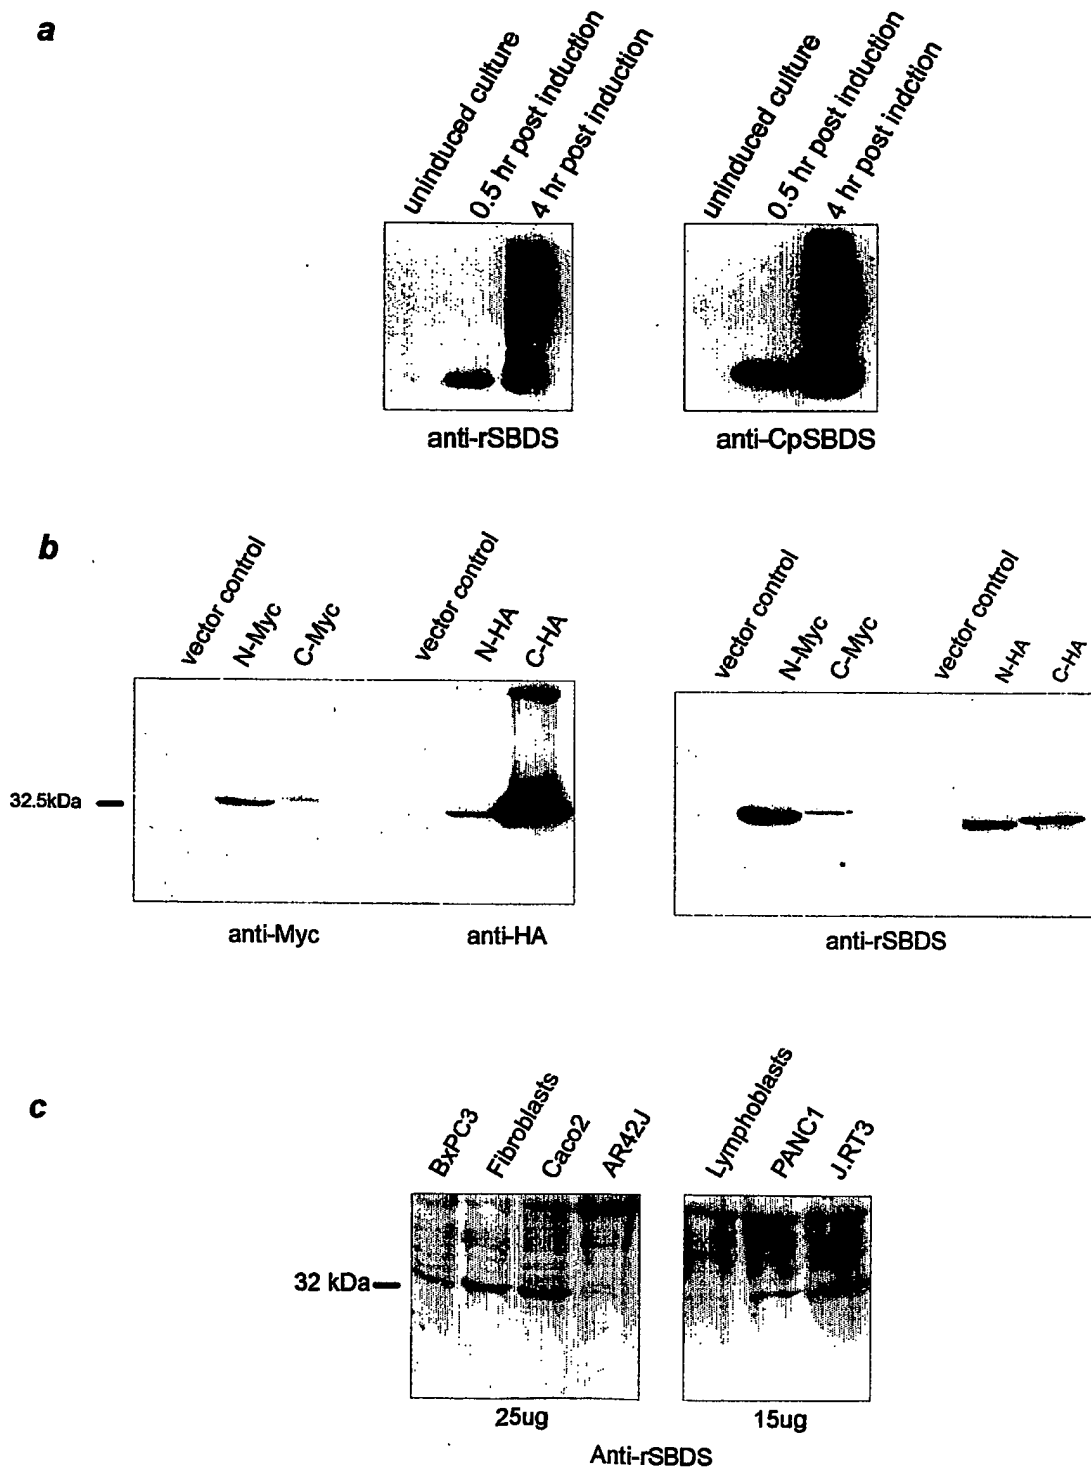 a
uninduced culture
0.5 hr post induction
4 hr post induction
uninduced culture
0.5 hr post induction
4 hr post indction
anti-rSBDS
anti-CpSBDS
b
vector control
N-Myc
C-Myc
vector control
N-HA
C-HA
vector control
N-Myc
C-Myc
vector control
N-HA
C-HA
32.5kDa
anti-Myc
anti-HA
anti-rSBDS
c
BxPC3
Fibroblasts
Caco2
AR42J
Lymphoblasts
PANC1
J.RT3
32 kDa
25ug
15ug
Anti-rSBDS